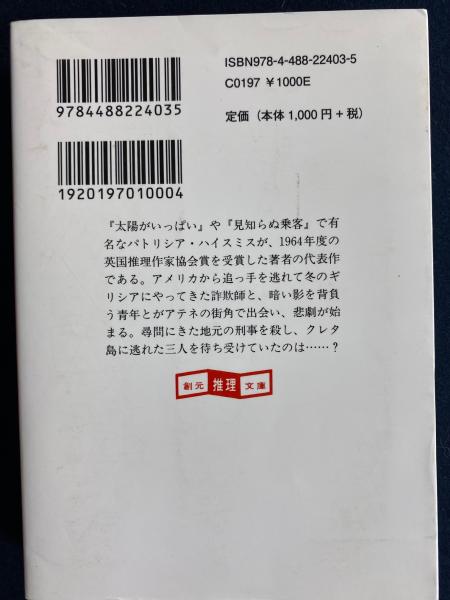 ISBN978-4-488-22403-5
C0197 ¥1000E
9784488224035
定価（本体1,000円+税）
1920197010004
『太陽がいっぱい』や『見知らぬ乗客』で有
名なパトリシア・ハイスミスが、1964年度の
英国推理作家協会賞を受賞した著者の代表作
である。アメリカから追っ手を逃れて冬のギ
リシアにやってきた詐欺師と、暗い影を背負
う青年とがアテネの街角で出会い、悲劇が始
まる。尋問にきた地元の刑事を殺し、クレタ
島に逃れた三人を待ち受けていたのは……？
創元 推理 文庫